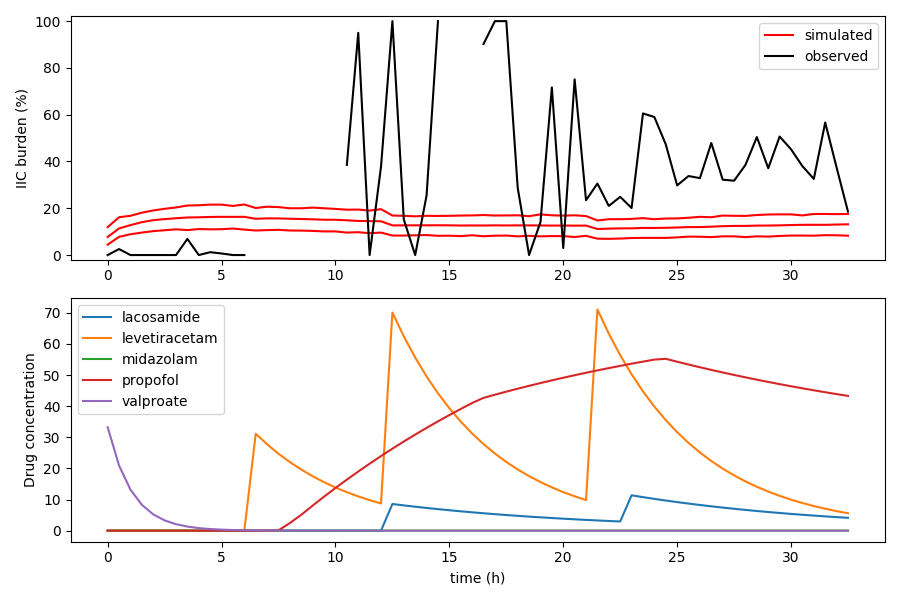 100
80
60
40
20
0
IIC burden (%)
simulated
observed
0
5
10
15
20
25
30
70
60
50
40
30
20
10
0
Drug concentration
lacosamide
levetiracetam
midazolam
propofol
valproate
0
5
10
15
20
25
30
time (h)